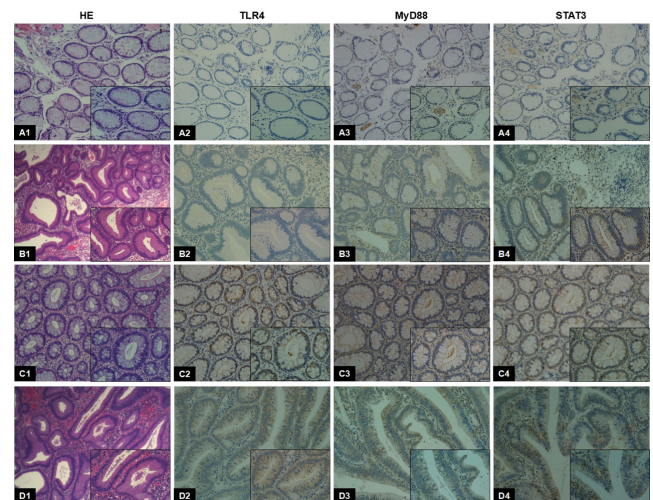 HE TLR4 MyD88 STAT3
A1 A2 A3 A4
B1 B2 B3 B4
C1 C2 C3 C4
D1 D2 D3 D4